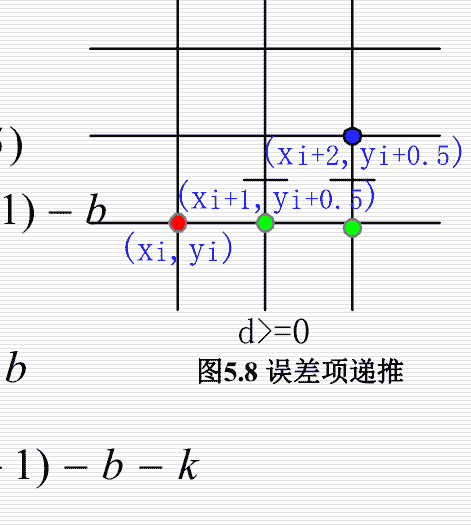 5)
(xi+2, yi+0.5)
(xi+1, yi+0.5)
1) − b
(xi, yi)
d>=0
b
图5.8 误差项递推
1) − b − k